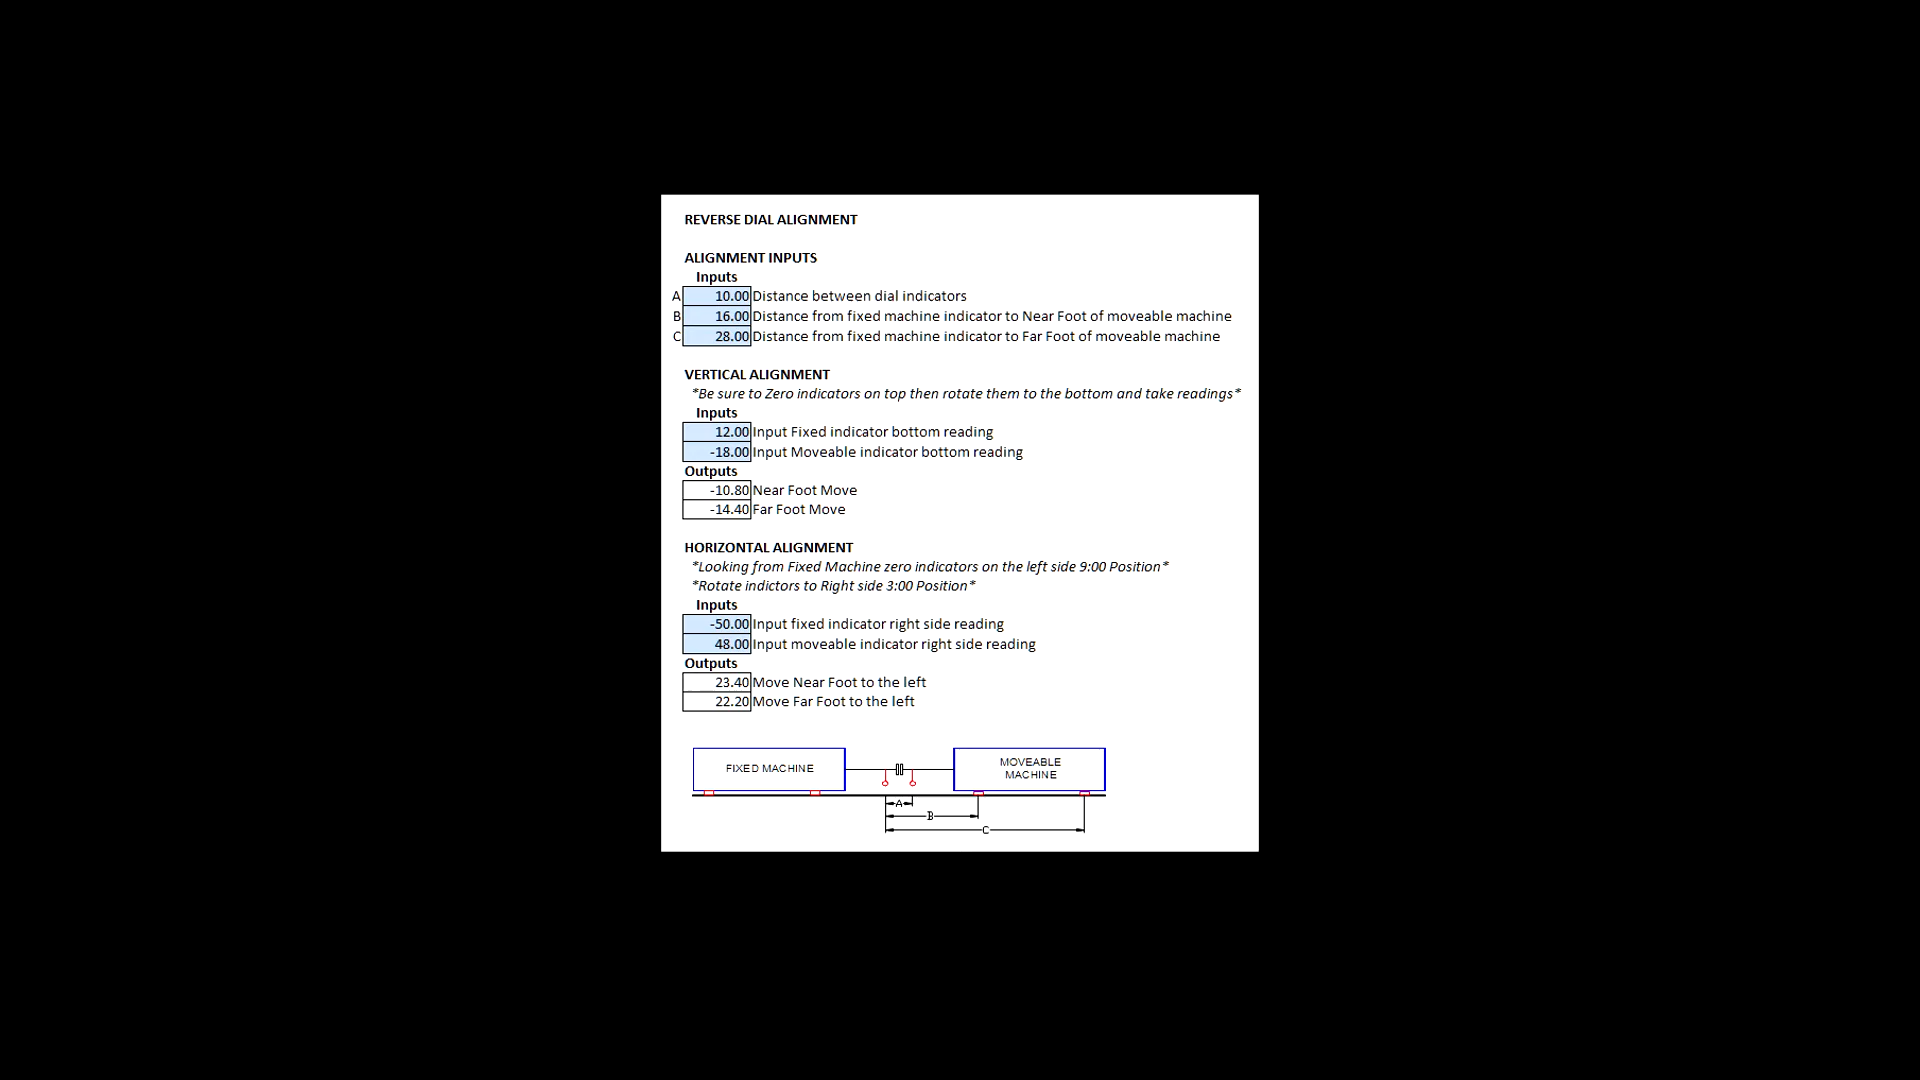 REVERSE DIAL ALIGNMENT
ALIGNMENT INPUTS
Inputs
A 10.00 Distance between dial indicators
B 16.00 Distance from fixed machine indicator to Near Foot of moveable machine
C 28.00 Distance from fixed machine indicator to Far Foot of moveable machine
VERTICAL ALIGNMENT
*Be sure to Zero indicators on top then rotate them to the bottom and take readings*
Inputs
12.00 Input Fixed indicator bottom reading
-18.00 Input Moveable indicator bottom reading
Outputs
-10.80 Near Foot Move
-14.40 Far Foot Move
HORIZONTAL ALIGNMENT
*Looking from Fixed Machine zero indicators on the left side 9:00 Position*
*Rotate indictors to Right side 3:00 Position*
Inputs
-50.00 Input fixed indicator right side reading
48.00 Input moveable indicator right side reading
Outputs
23.40 Move Near Foot to the left
22.20 Move Far Foot to the left
FIXED MACHINE
MOVEABLE
MACHINE
A
B
C